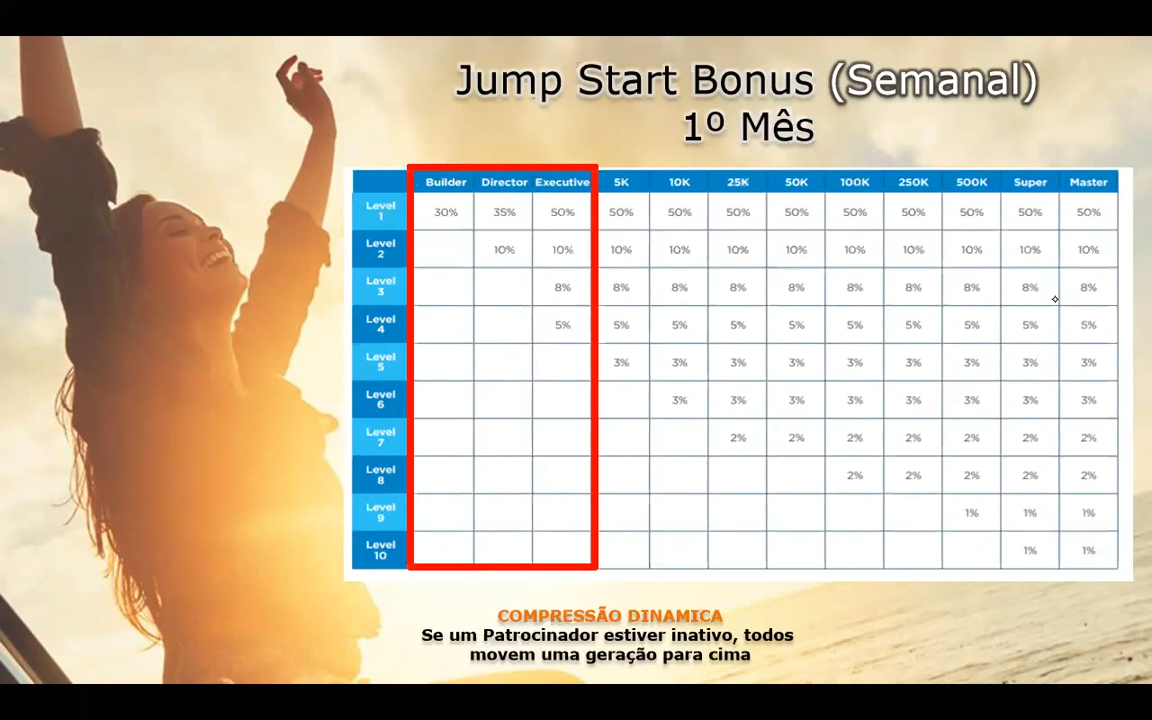 Jump Start Bonus (Semanal)
1º Mês
Builder Director Executive 5K 10K 25K 50K 100K 250K 500K Super Master
Level 1 30% 35% 50% 50% 50% 50% 50% 50% 50% 50% 50% 50%
Level 2 10% 10% 10% 10% 10% 10% 10% 10% 10% 10% 10%
Level 3 8% 8% 8% 8% 8% 8% 8% 8% 8% 8%
Level 4 5% 5% 5% 5% 5% 5% 5% 5% 5% 5%
Level 5 3% 3% 3% 3% 3% 3% 3% 3% 3%
Level 6 3% 3% 3% 3% 3% 3% 3% 3%
Level 7 2% 2% 2% 2% 2% 2% 2%
Level 8 2% 2% 2% 2% 2%
Level 9 1% 1% 1%
Level 10 1% 1%
COMPRESSÃO DINAMICA
Se um Patrocinador estiver inativo, todos
movem uma geração para cima